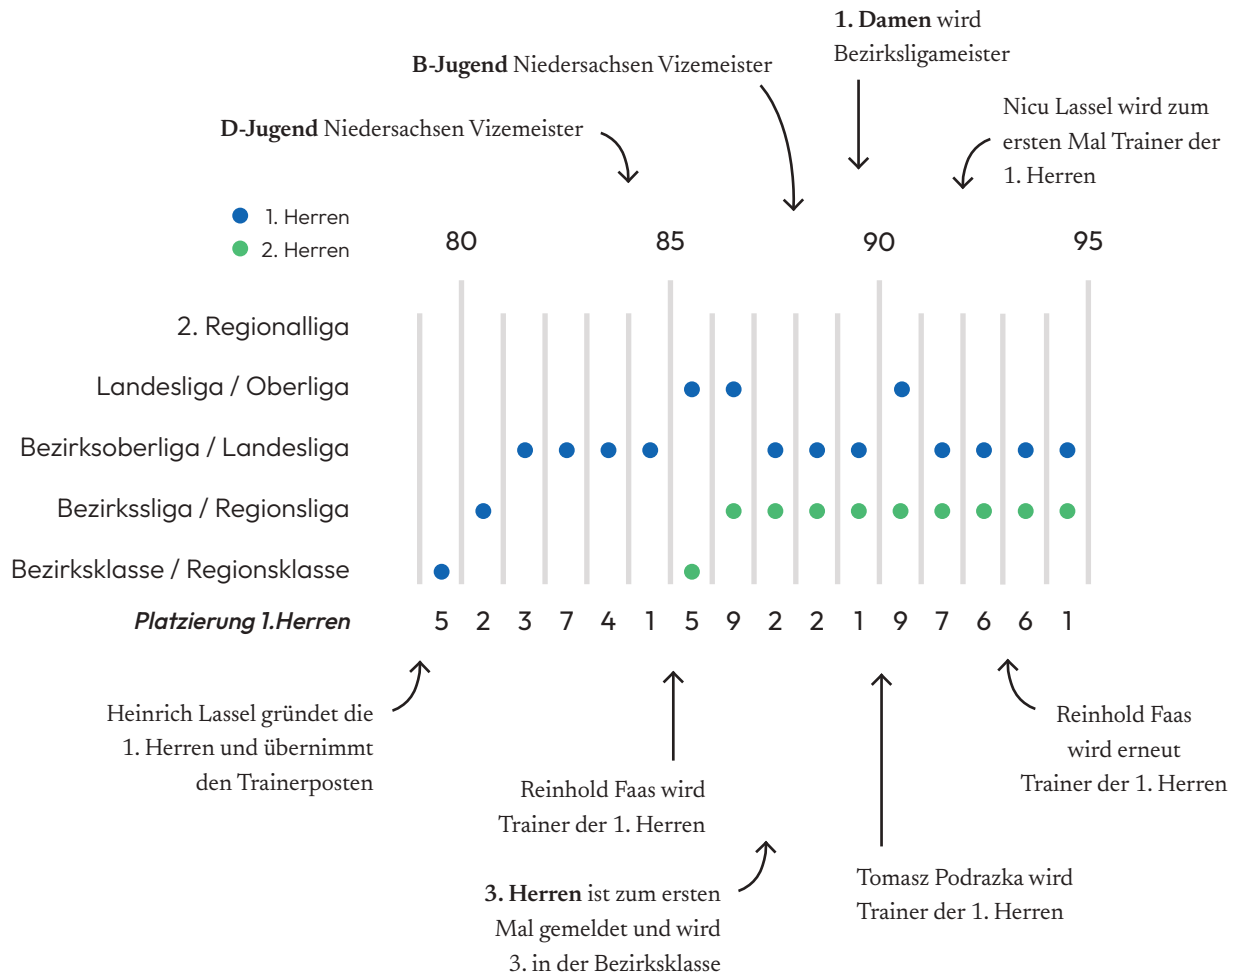 1. Damen wird
Bezirksligameister
B-Jugend Niedersachsen Vizemeister
Nicu Lassel wird zum
ersten Mal Trainer der
1. Herren
D-Jugend Niedersachsen Vizemeister
1. Herren
2. Herren
80 85 90 95
2. Regionalliga
Landesliga / Oberliga
Bezirksoberliga / Landesliga
Bezirkssliga / Regionsliga
Bezirksklasse / Regionsklasse
Platzierung 1.Herren 5 2 3 7 4 1 5 9 2 2 1 9 7 6 6 1
Heinrich Lassel gründet die
1. Herren und übernimmt
den Trainerposten
Reinhold Faas wird
Trainer der 1. Herren
3. Herren ist zum ersten
Mal gemeldet und wird
3. in der Bezirksklasse
Tomasz Podrazka wird
Trainer der 1. Herren
Reinhold Faas
wird erneut
Trainer der 1. Herren